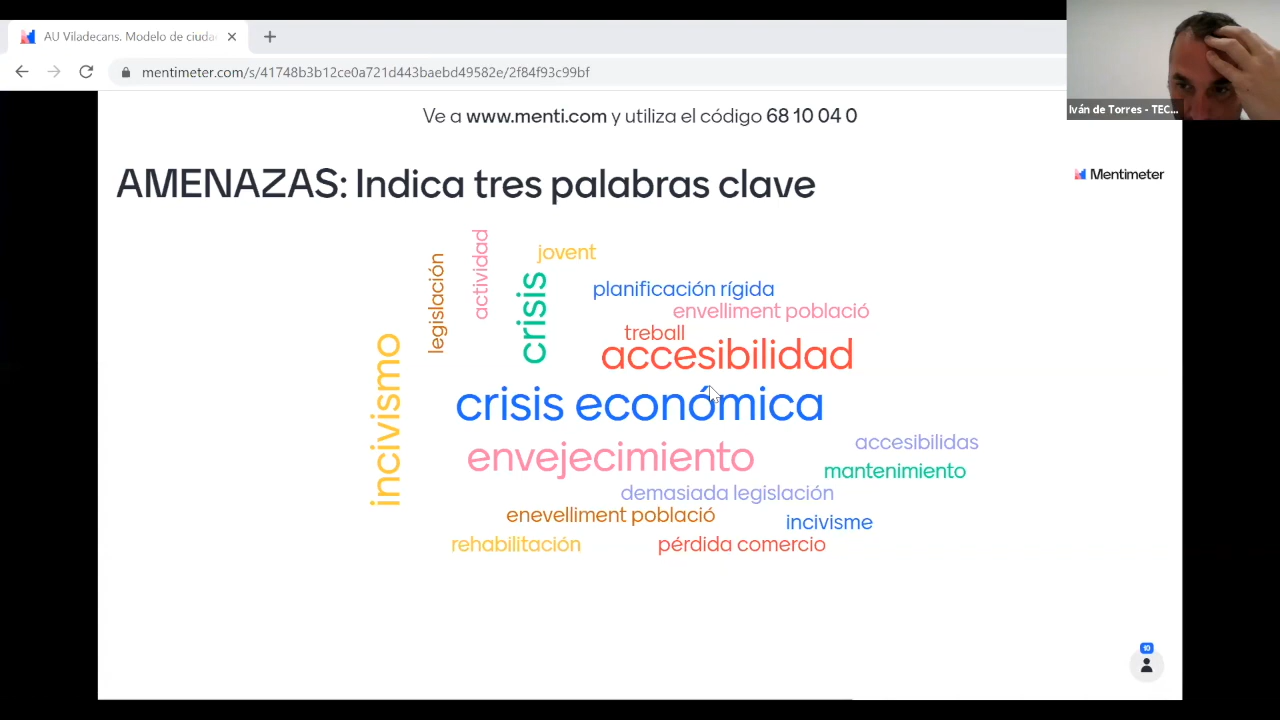 AU Viladecans. Modelo de ciuda
mentimeter.com/s/41748b3b12ce0a721d443baebd49582e/2f84f93c99bf
Iván de Torres - TEC...
Ve a www.menti.com y utiliza el código 68 10 04 0
AMENAZAS: Indica tres palabras clave
Mentimeter
jovent
actividad
legislación
crisis
planificación rígida
envelliment població
treball
accesibilidad
incivismo
crisis económica
accesibilidas
envejecimiento
mantenimiento
demasiada legislación
enevelliment població
incivisme
rehabilitación
pérdida comercio
10